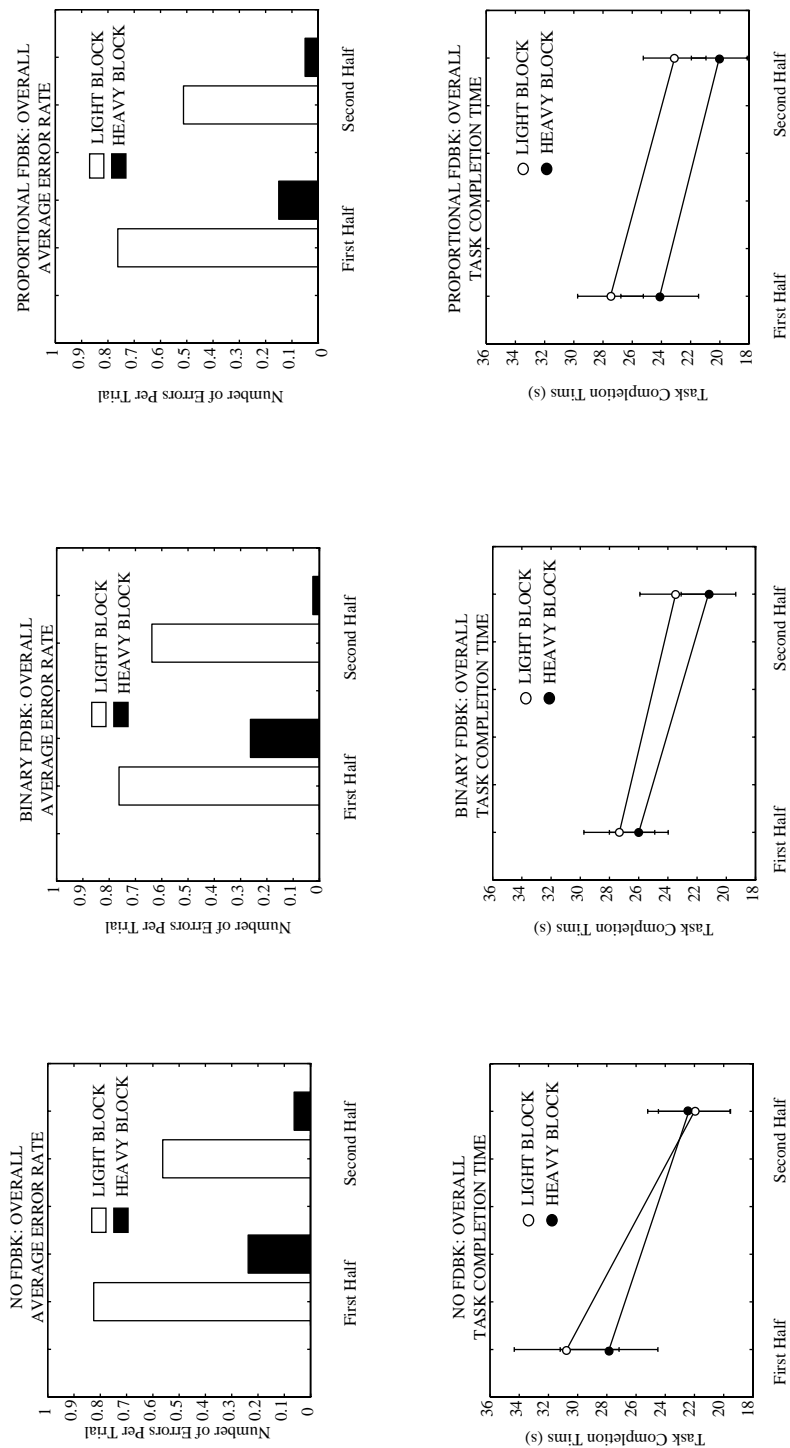 NO FDBK: OVERALL
AVERAGE ERROR RATE
Number of Errors Per Trial
1
0.9
0.8
0.7
0.6
0.5
0.4
0.3
0.2
0.1
0
LIGHT BLOCK
HEAVY BLOCK
First Half
Second Half
BINARY FDBK: OVERALL
AVERAGE ERROR RATE
Number of Errors Per Trial
1
0.9
0.8
0.7
0.6
0.5
0.4
0.3
0.2
0.1
0
LIGHT BLOCK
HEAVY BLOCK
First Half
Second Half
PROPORTIONAL FDBK: OVERALL
AVERAGE ERROR RATE
Number of Errors Per Trial
1
0.9
0.8
0.7
0.6
0.5
0.4
0.3
0.2
0.1
0
LIGHT BLOCK
HEAVY BLOCK
First Half
Second Half
NO FDBK: OVERALL
TASK COMPLETION TIME
Task Completion Tims (s)
36
34
32
30
28
26
24
22
20
18
LIGHT BLOCK
HEAVY BLOCK
First Half
Second Half
BINARY FDBK: OVERALL
TASK COMPLETION TIME
Task Completion Tims (s)
36
34
32
30
28
26
24
22
20
18
LIGHT BLOCK
HEAVY BLOCK
First Half
Second Half
PROPORTIONAL FDBK: OVERALL
TASK COMPLETION TIME
Task Completion Tims (s)
36
34
32
30
28
26
24
22
20
18
LIGHT BLOCK
HEAVY BLOCK
First Half
Second Half